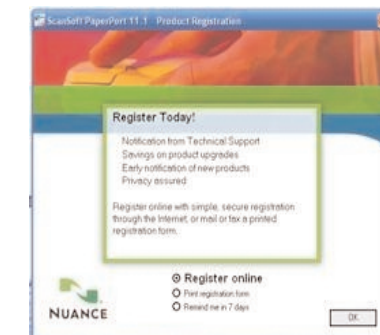 ScanSoft PaperPort 11.1 Product Registration
Register Today!
Notification from Technical Support
Savings on product upgrades
Early notification of new products
Privacy assured
Register online with simple, secure registration
through the Internet, or mail or fax a printed
registration form.
Register online
Print registration form
Remind me in 7 days
NUANCE
OK